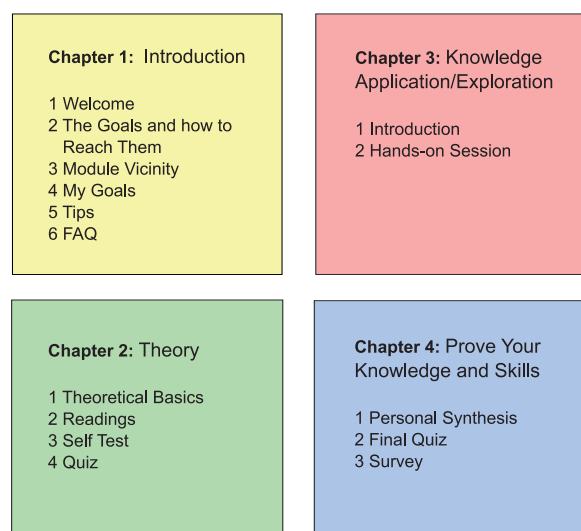 Chapter 1: Introduction
1 Welcome
2 The Goals and how to
Reach Them
3 Module Vicinity
4 My Goals
5 Tips
6 FAQ
Chapter 2: Theory
1 Theoretical Basics
2 Readings
3 Self Test
4 Quiz
Chapter 3: Knowledge
Application/Exploration
1 Introduction
2 Hands-on Session
Chapter 4: Prove Your
Knowledge and Skills
1 Personal Synthesis
2 Final Quiz
3 Survey